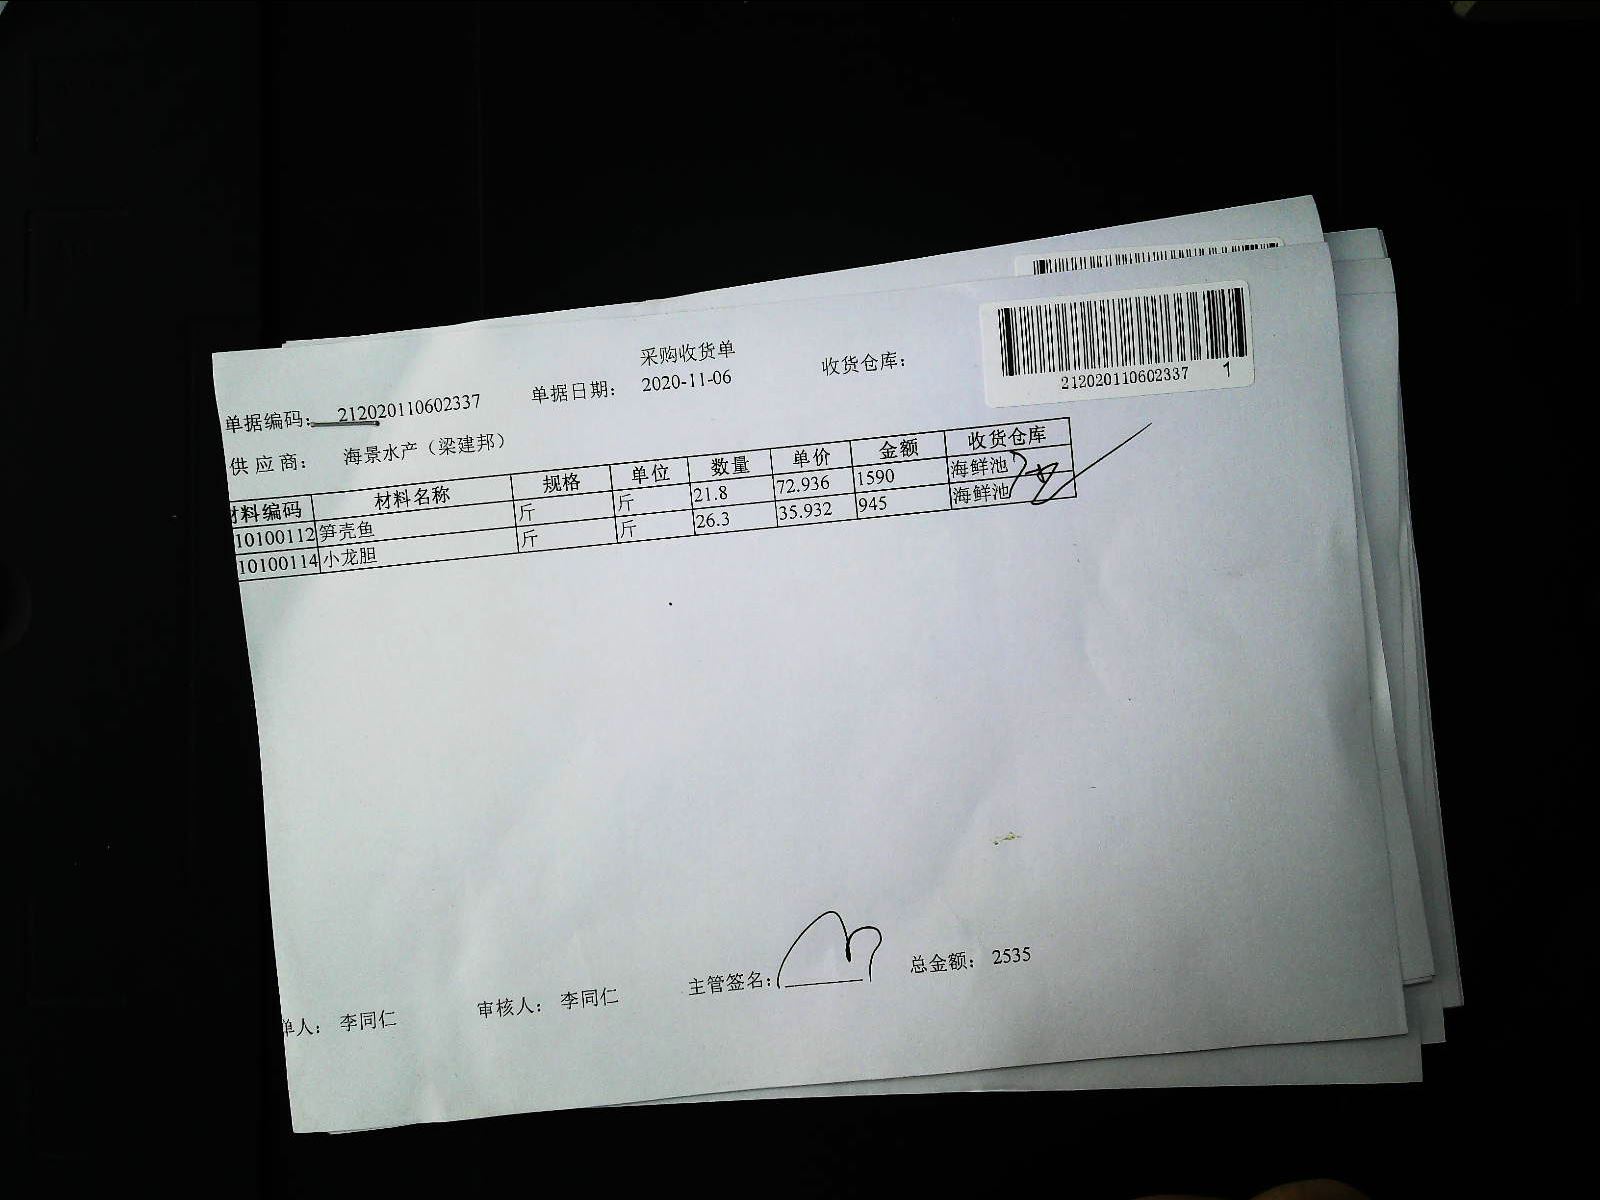 采购收货单
单据编码： 212020110602337 单据日期： 2020-11-06 收货仓库：
212020110602337 1
供应商： 海景水产（梁建邦）
材料编码 材料名称 规格 单位 数量 单价 金额 收货仓库
10100112 笋壳鱼 斤 斤 21.8 72.936 1590 海鲜池
10100114 小龙胆 斤 斤 26.3 35.932 945 海鲜池
单人： 李同仁 审核人： 李同仁 主管签名： 总金额： 2535